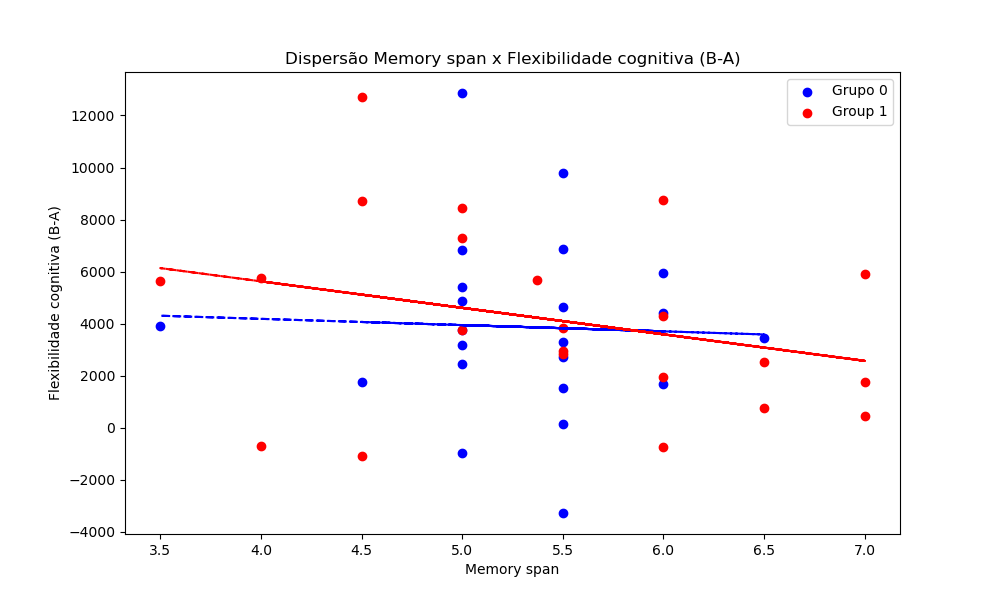 Dispersão Memory span x Flexibilidade cognitiva (B-A)
Grupo 0
Group 1
Flexibilidade cognitiva (B-A)
12000
10000
8000
6000
4000
2000
0
−2000
−4000
3.5 4.0 4.5 5.0 5.5 6.0 6.5 7.0
Memory span